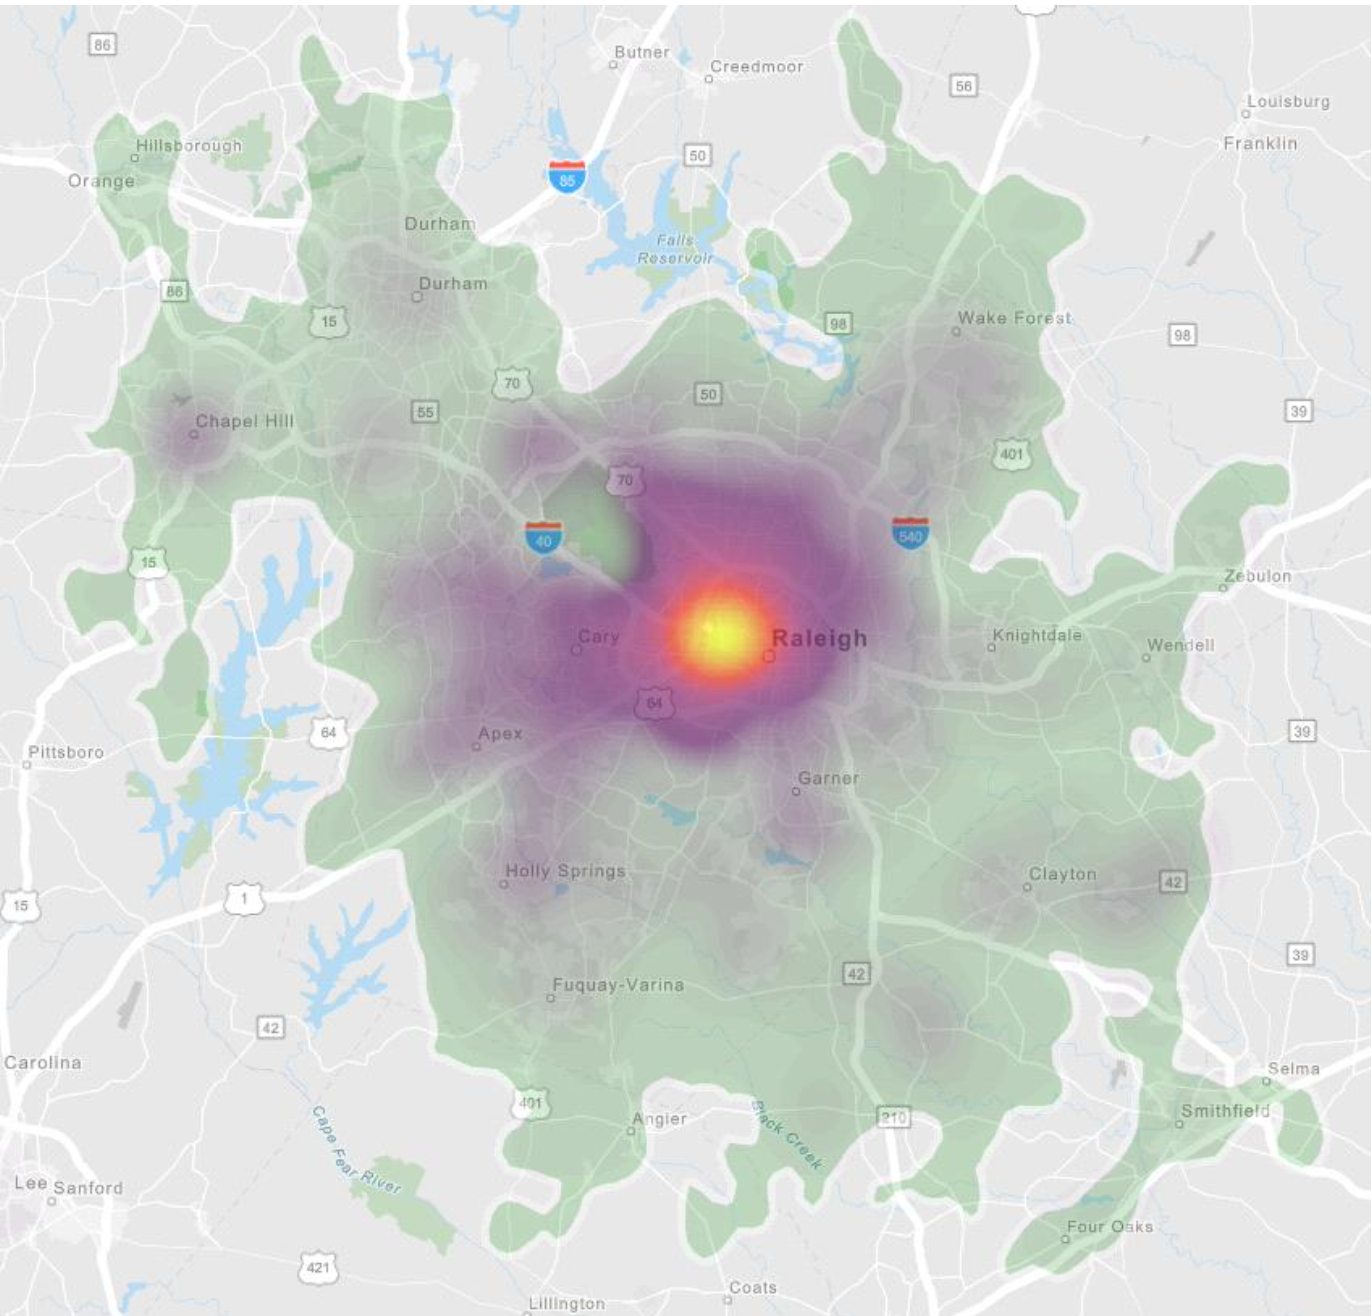 86
Butner
Creedmoor
56
Louisburg
Franklin
Hillsborough
50
Orange
85
Durham
Falls
Reservoir
86
Durham
15
98
Wake Forest
98
70
50
55
39
Chapel Hill
401
70
40
540
15
Zebulon
Cary
Raleigh
Knightdale
Wendell
64
64
39
Apex
Pittsboro
Garner
Holly Springs
Clayton
42
1
15
39
42
Fuquay-Varina
42
Carolina
Selma
401
Black Creek
210
Smithfield
Angier
Cape Fear River
Lee
Sanford
Four Oaks
421
Coats
Lillington